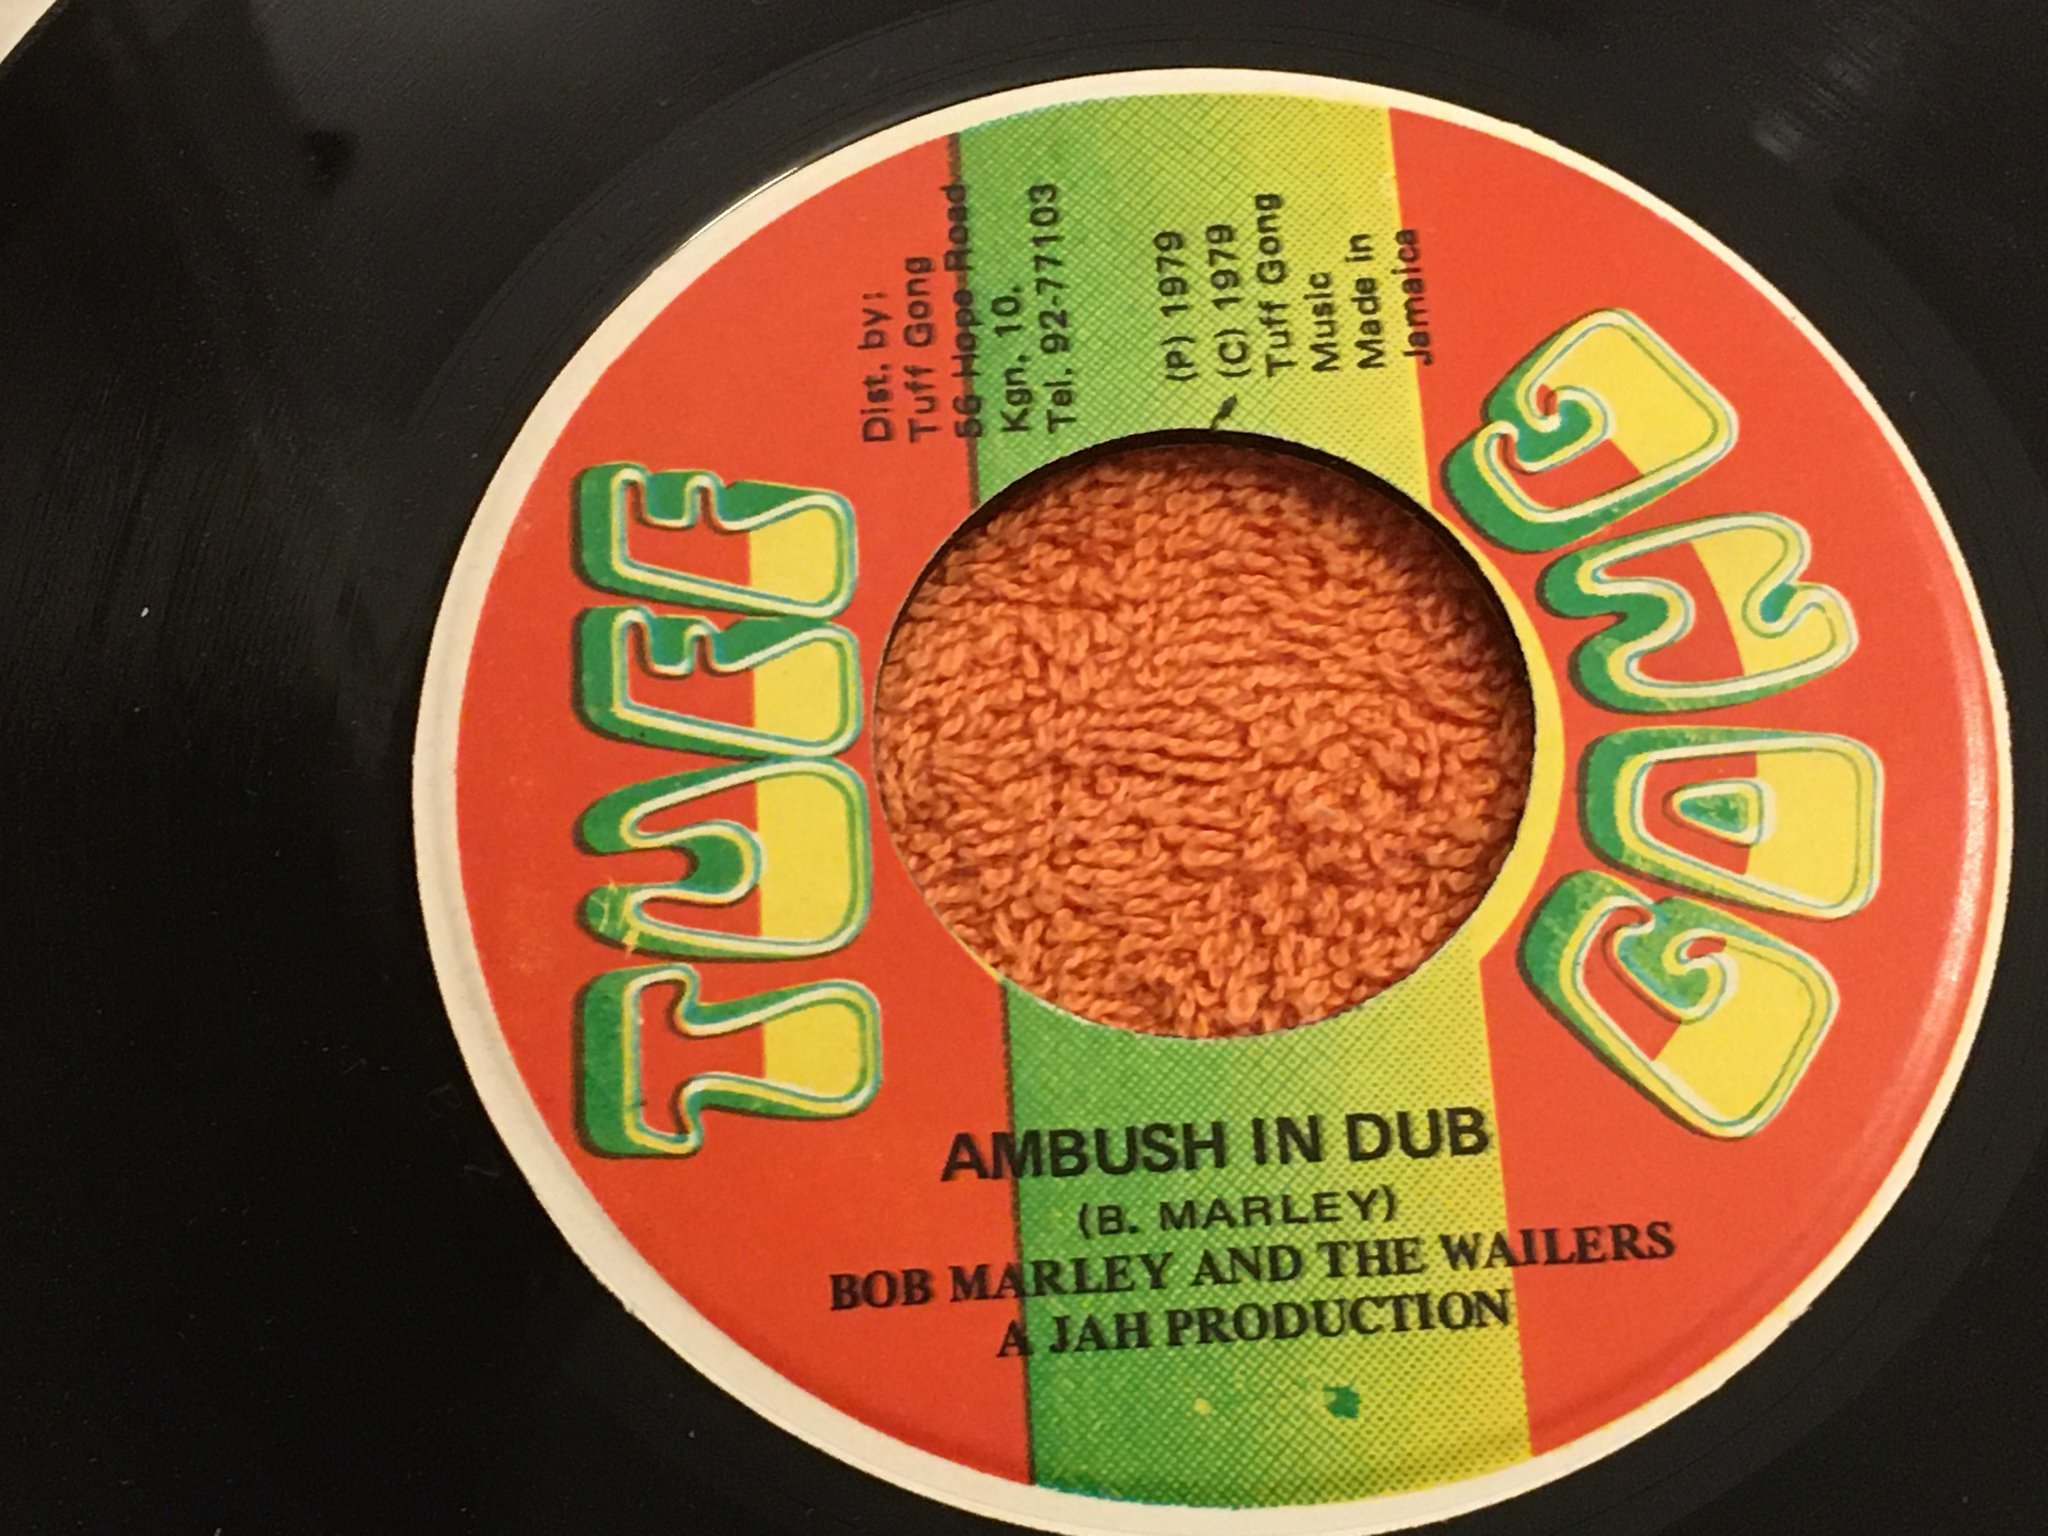 TUFF
GONG
Dist. by:
Tuff Gong
56 Hope Road
Kgn. 10.
Tel. 92-77103
(P) 1979
(C) 1979
Tuff Gong
Music
Made in
Jamaica
AMBUSH IN DUB
(B. MARLEY)
BOB MARLEY AND THE WAILERS
A JAH PRODUCTION